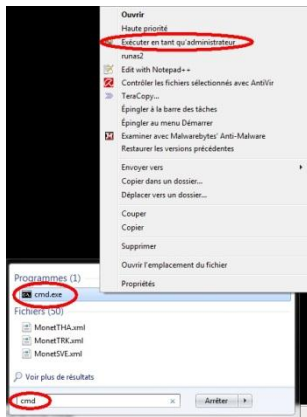 Ouvrir
Haute priorité
Exécuter en tant qu'administrateur
runas2
Edit with Notepad++
Contrôler les fichiers sélectionnés avec AntiVir
TeraCopy...
Épingler à la barre des tâches
Épingler au menu Démarrer
Examiner avec Malwarebytes' Anti-Malware
Restaurer les versions précédentes
Envoyer vers
Copier dans un dossier...
Déplacer vers un dossier...
Couper
Copier
Supprimer
Ouvrir l'emplacement du fichier
Propriétés
Programmes (1)
cmd.exe
Fichiers (50)
MonetTHA.xml
MonetTRK.xml
MonetSVE.xml
Voir plus de résultats
cmd
Arrêter